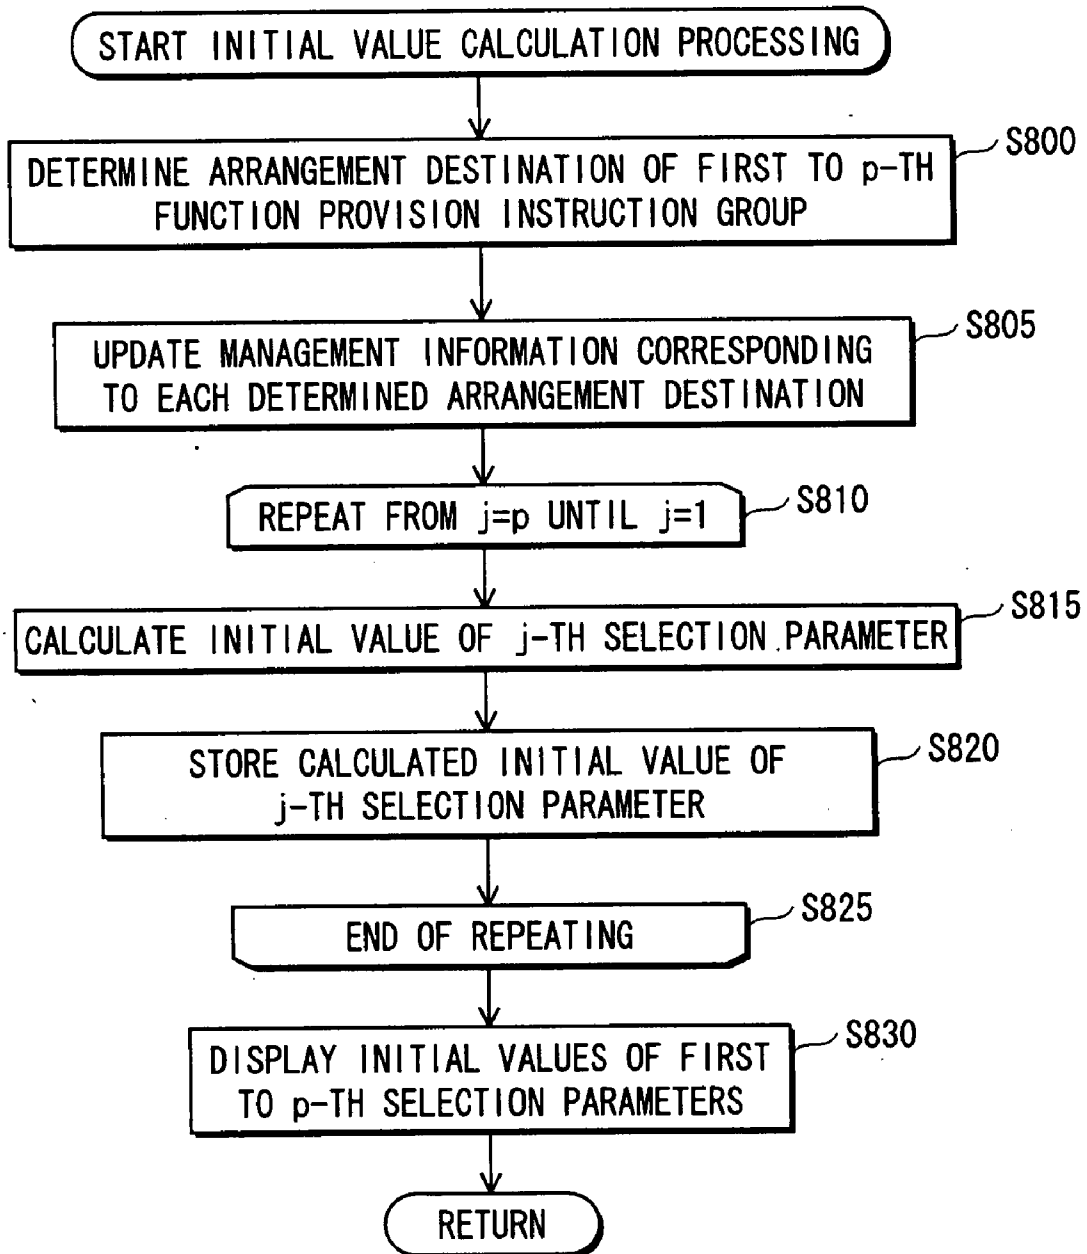 START INITIAL VALUE CALCULATION PROCESSING
S800
DETERMINE ARRANGEMENT DESTINATION OF FIRST TO p-TH
FUNCTION PROVISION INSTRUCTION GROUP
S805
UPDATE MANAGEMENT INFORMATION CORRESPONDING
TO EACH DETERMINED ARRANGEMENT DESTINATION
REPEAT FROM j=p UNTIL j=1
S810
S815
CALCULATE INITIAL VALUE OF j-TH SELECTION PARAMETER
S820
STORE CALCULATED INITIAL VALUE OF
j-TH SELECTION PARAMETER
S825
END OF REPEATING
S830
DISPLAY INITIAL VALUES OF FIRST
TO p-TH SELECTION PARAMETERS
RETURN